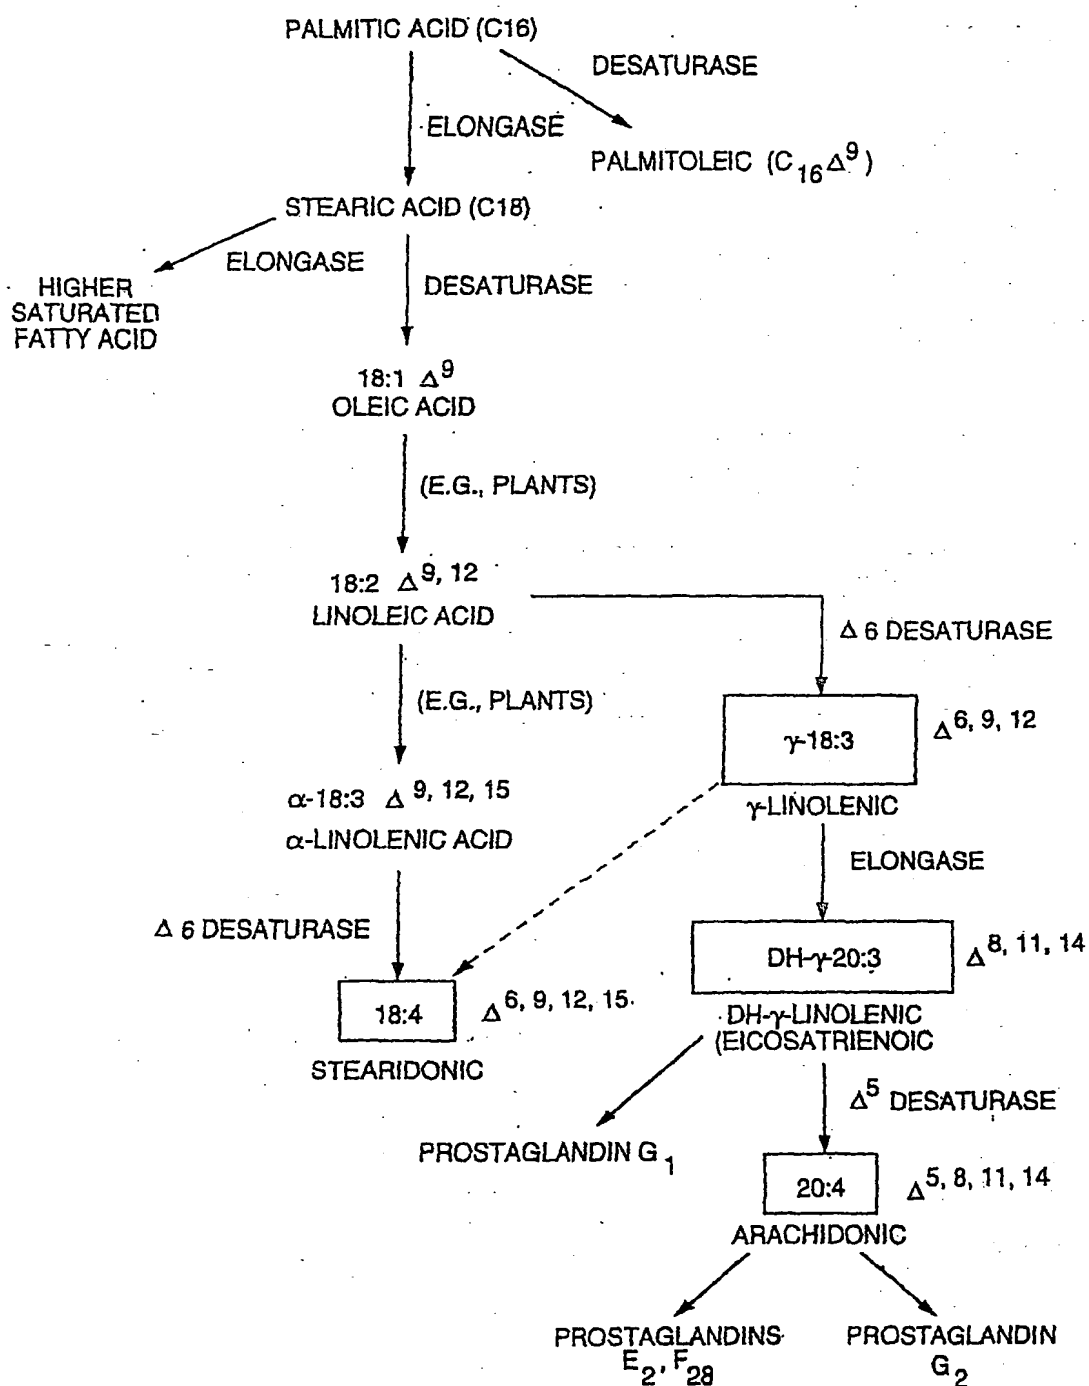 PALMITIC ACID (C16)
DESATURASE
ELONGASE
PALMITOLEIC (C16Δ9)
STEARIC ACID (C18)
ELONGASE
DESATURASE
HIGHER
SATURATED
FATTY ACID
18:1 Δ9
OLEIC ACID
(E.G., PLANTS)
18:2 Δ9, 12
LINOLEIC ACID
Δ 6 DESATURASE
(E.G., PLANTS)
γ-18:3 Δ6, 9, 12
γ-LINOLENIC
α-18:3 Δ9, 12, 15
α-LINOLENIC ACID
ELONGASE
Δ 6 DESATURASE
DH-γ-20:3 Δ8, 11, 14
DH-γ-LINOLENIC
(EICOSATRIENOIC
18:4 Δ6, 9, 12, 15
STEARIDONIC
Δ5 DESATURASE
PROSTAGLANDIN G1
20:4 Δ5, 8, 11, 14
ARACHIDONIC
PROSTAGLANDINS
E2, F28
PROSTAGLANDIN
G2